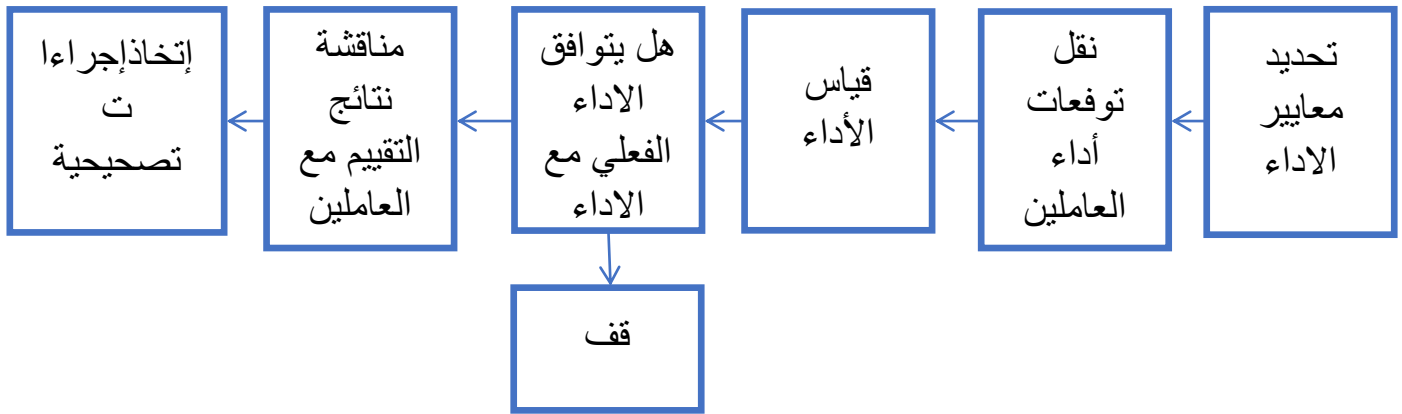 تحديد
معايير
الاداء
نقل
توفعات
أداء
العاملين
قياس
الأداء
هل يتوافق
الاداء
الفعلي مع
الاداء
مناقشة
نتائج
التقييم مع
العاملين
إتخاذإجراءا
ت
تصحيحية
قف